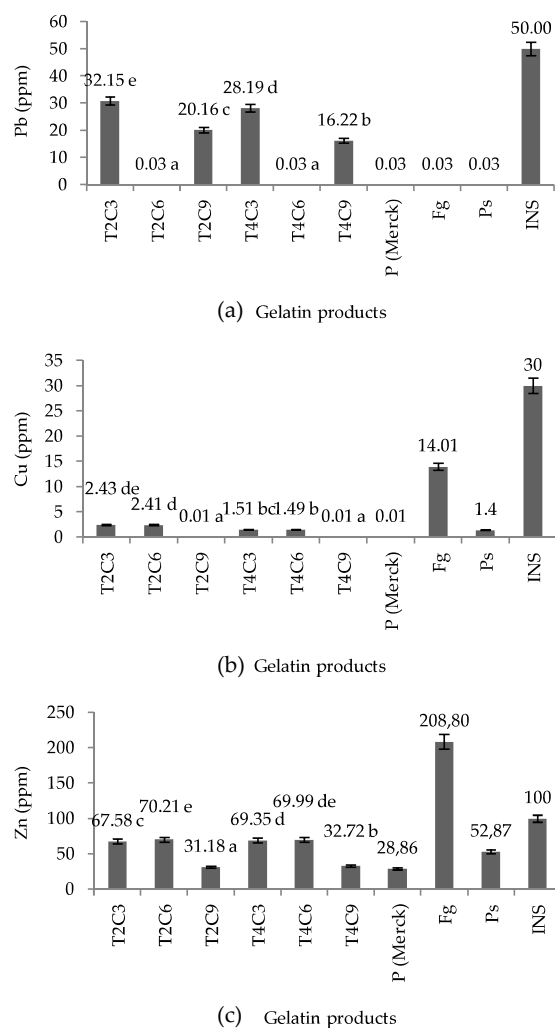 60
50
40
30
20
10
0
Pb (ppm)
32.15 e
0.03 a
20.16 c
28.19 d
0.03 a
16.22 b
0.03
0.03
0.03
50.00
T2C3
T2C6
T2C9
T4C3
T4C6
T4C9
P (Merck)
Fg
Ps
INS
(a) Gelatin products
35
30
25
20
15
10
5
0
Cu (ppm)
2.43 de
2.41 d
0.01 a
1.51 bc
1.49 b
0.01 a
0.01
14.01
1.4
30
T2C3
T2C6
T2C9
T4C3
T4C6
T4C9
P (Merck)
Fg
Ps
INS
(b) Gelatin products
250
200
150
100
50
0
Zn (ppm)
67.58 c
70.21 e
31.18 a
69.35 d
69.99 de
32.72 b
28,86
208,80
52,87
100
T2C3
T2C6
T2C9
T4C3
T4C6
T4C9
P (Merck)
Fg
Ps
INS
(c) Gelatin products